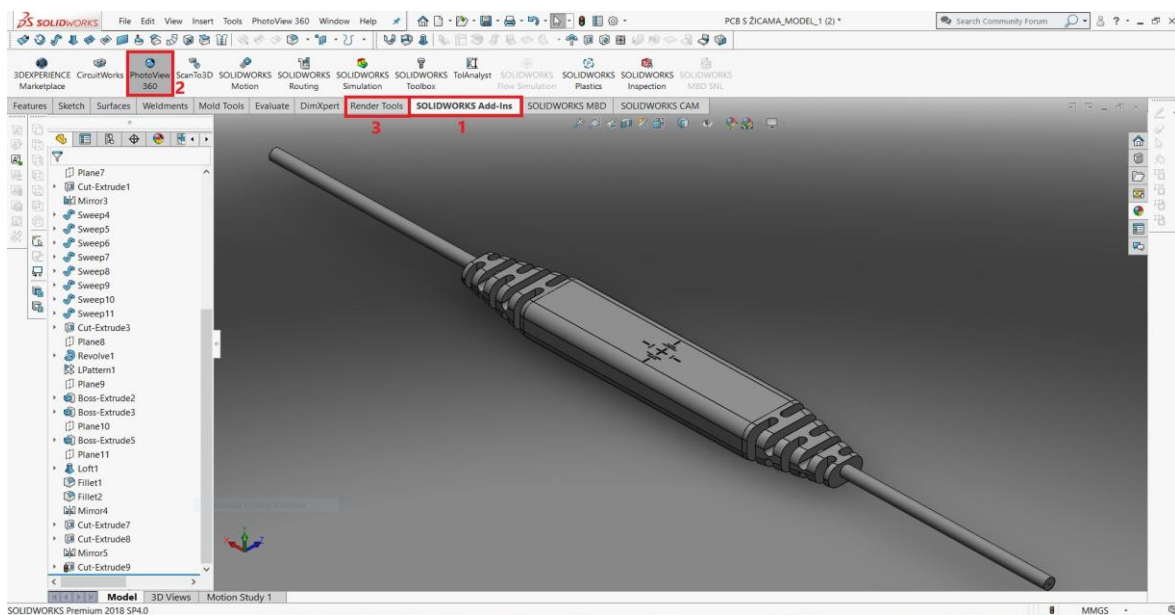 SOLIDWORKS File Edit View Insert Tools PhotoView 360 Window Help PCB S ŽICAMA_MODEL_1 (2) * Search Community Forum
3DEXPERIENCE Marketplace
CircuitWorks
PhotoView 360
2
ScanTo3D
SOLIDWORKS Motion
SOLIDWORKS Routing
SOLIDWORKS Simulation
SOLIDWORKS Toolbox
TolAnalyst
SOLIDWORKS Flow Simulation
SOLIDWORKS Plastics
SOLIDWORKS Inspection
SOLIDWORKS MBD SNL
Features Sketch Surfaces Weldments Mold Tools Evaluate DimXpert Render Tools SOLIDWORKS Add-Ins SOLIDWORKS MBD SOLIDWORKS CAM
3 1
Plane7
Cut-Extrude1
Mirror3
Sweep4
Sweep5
Sweep6
Sweep7
Sweep8
Sweep9
Sweep10
Sweep11
Cut-Extrude3
Plane8
Revolve1
LPattern1
Plane9
Boss-Extrude2
Boss-Extrude3
Plane10
Boss-Extrude5
Plane11
Loft1
Fillet1
Fillet2
Mirror4
Cut-Extrude7
Cut-Extrude8
Mirror5
Cut-Extrude9
Model 3D Views Motion Study 1
SOLIDWORKS Premium 2018 SP4.0 MMGS